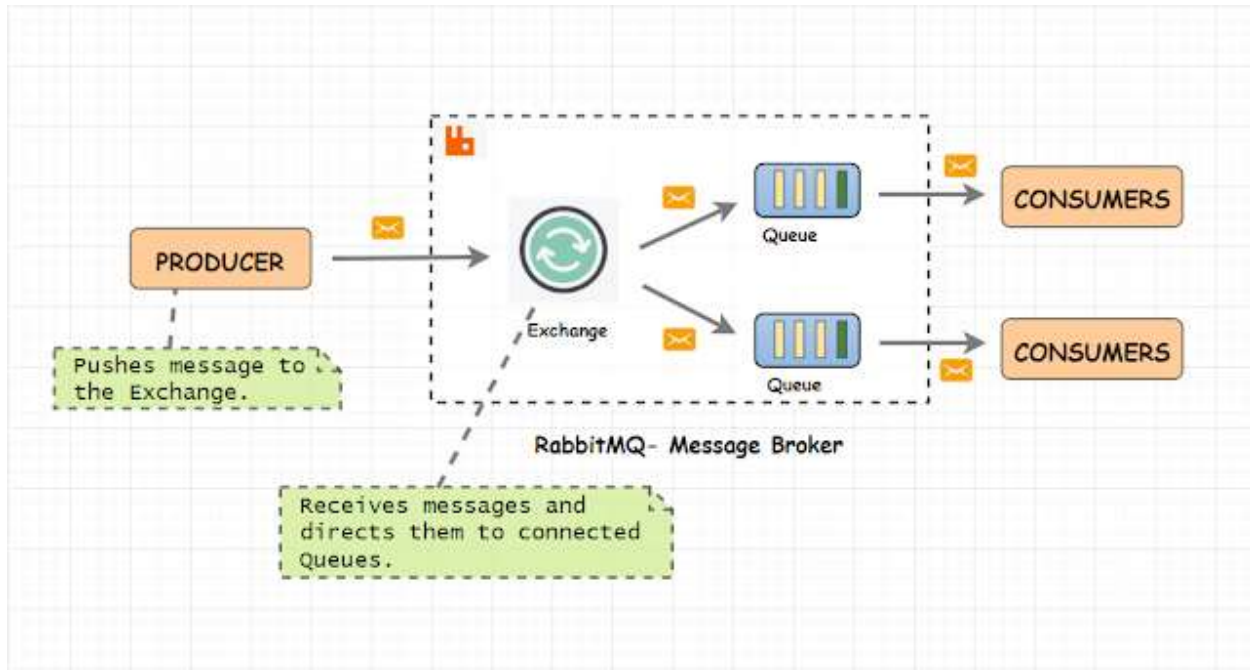 PRODUCER
Pushes message to
the Exchange.
Exchange
Queue
Queue
CONSUMERS
CONSUMERS
RabbitMQ- Message Broker
Receives messages and
directs them to connected
Queues.